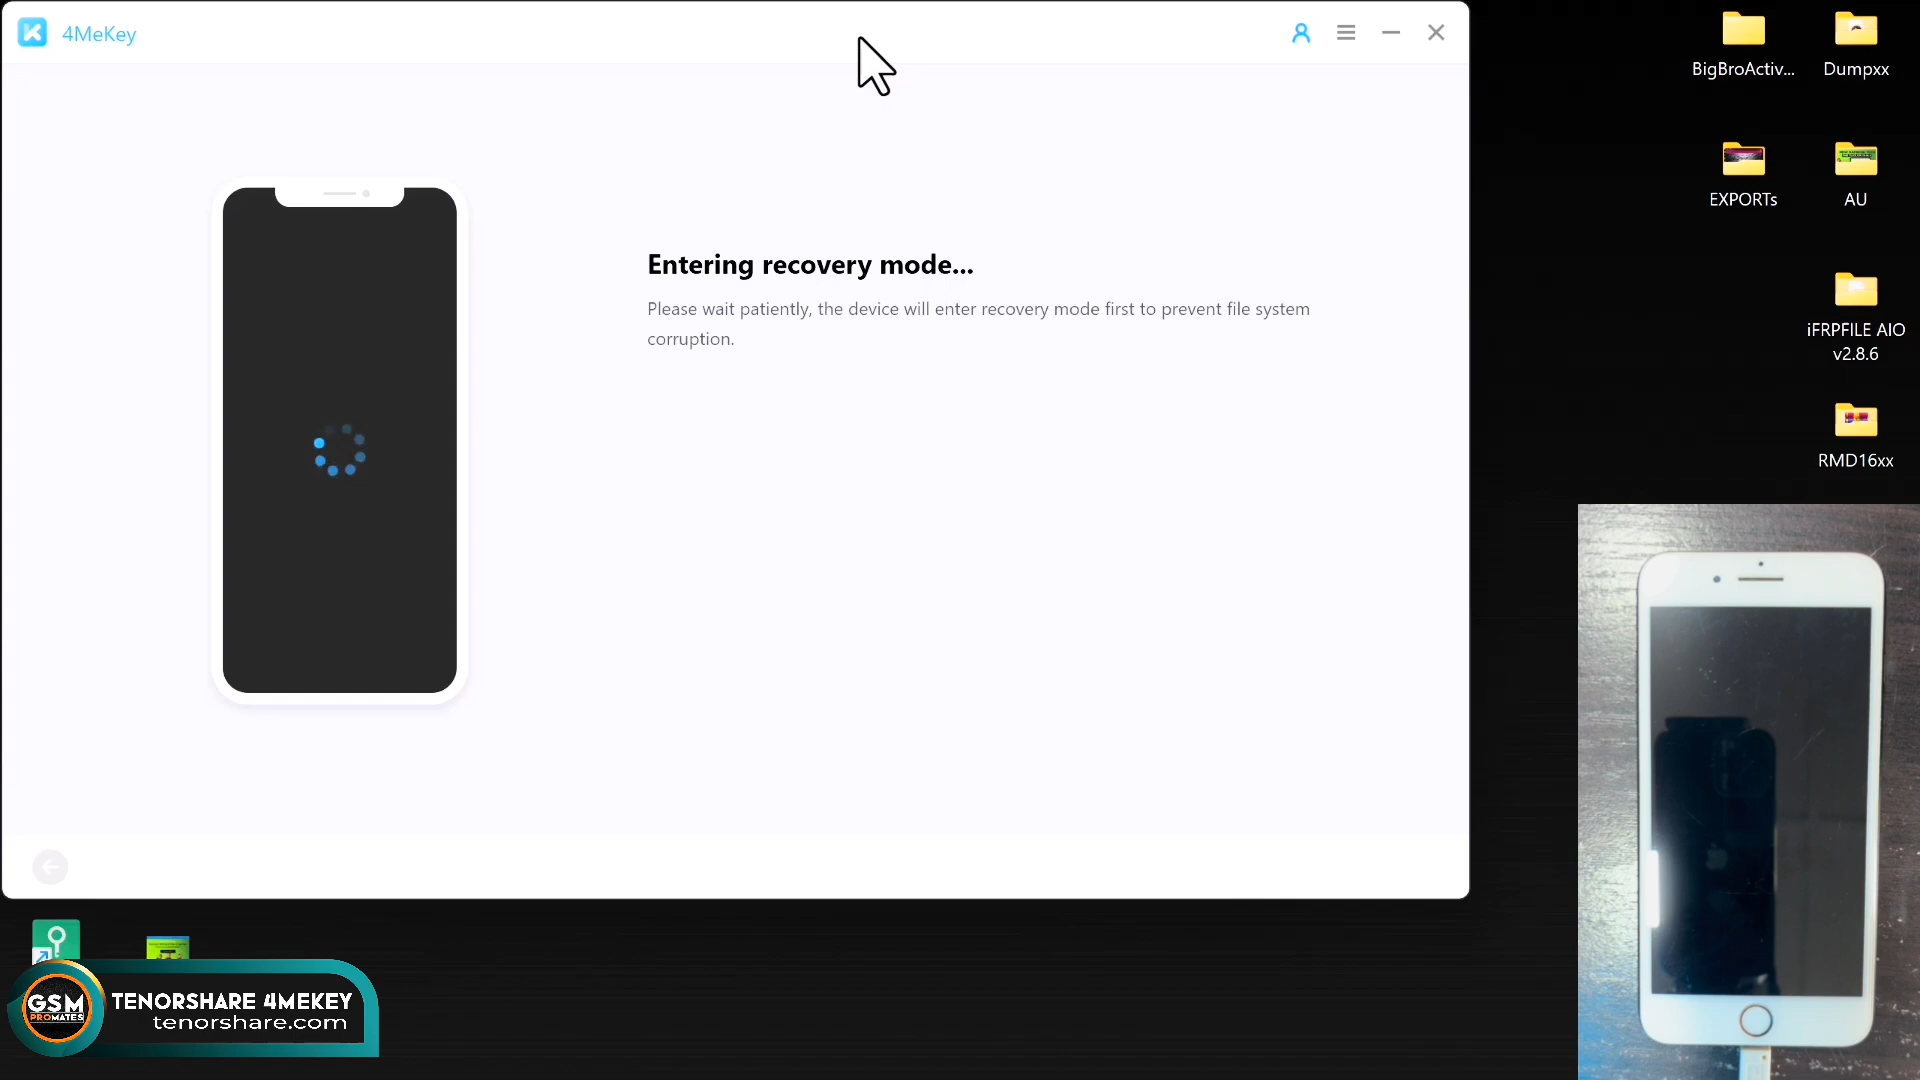 4MeKey
BigBroActiv...
Dumpxx
EXPORTs
AU
Entering recovery mode...
Please wait patiently, the device will enter recovery mode first to prevent file system
corruption.
iFRPFILE AIO
v2.8.6
RMD16xx
GSM
PROMATES
TENORSHARE 4MEKEY
tenorshare.com